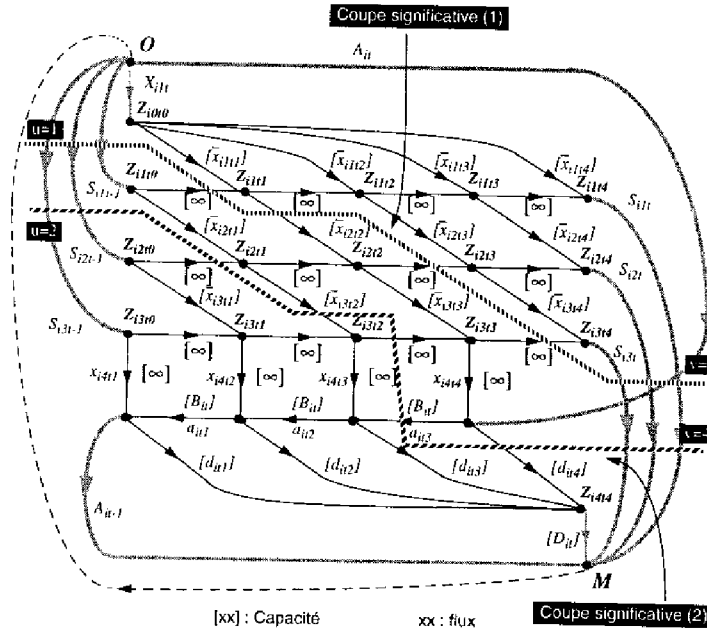 Coupe significative (1)
O
A_it
X_i1t
Z_i0t0
u=1
[x̄_i1t1] [x̄_i1t2] [x̄_i1t3] [x̄_i1t4]
Z_i1t0 Z_i1t1 Z_i1t2 Z_i1t3 Z_i1t4
S_i1t-1 [∞] [∞] [∞] [∞] S_i1t
u=2
[x̄_i2t1] [x̄_i2t2] [x̄_i2t3] [x̄_i2t4]
Z_i2t0 Z_i2t1 Z_i2t2 Z_i2t3 Z_i2t4
S_i2t-1 [∞] [∞] [∞] [∞] S_i2t
[x̄_i3t1] [x̄_i3t2] [x̄_i3t3] [x̄_i3t4]
Z_i3t0 Z_i3t1 Z_i3t2 Z_i3t3 Z_i3t4
S_i3t-1 [∞] [∞] [∞] [∞] S_i3t
x_i4t1 [∞] x_i4t2 [∞] x_i4t3 [∞] x_i4t4 [∞]
[B_it] [B_it] [B_it]
a_it1 a_it2 a_it3
[d_it1] [d_it2] [d_it3] [d_it4]
Z_i4t4
A_it-1
[D_it]
M
[xx] : Capacité xx : flux
Coupe significative (2)